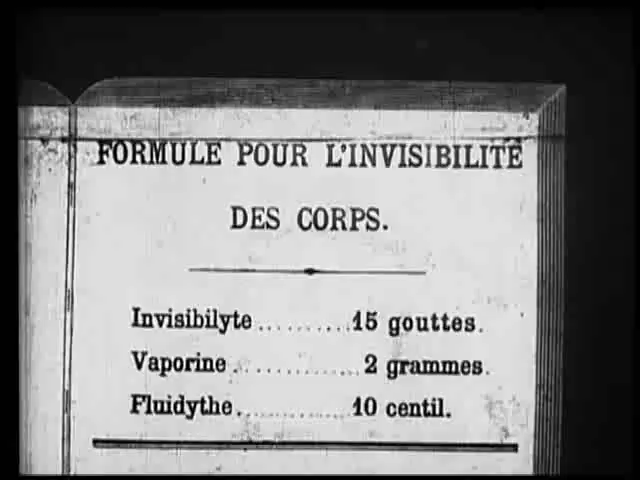 FORMULE POUR L'INVISIBILITÉ
DES CORPS.
Invisibilyte..........15 gouttes.
Vaporine..............2 grammes.
Fluidythe............10 centil.